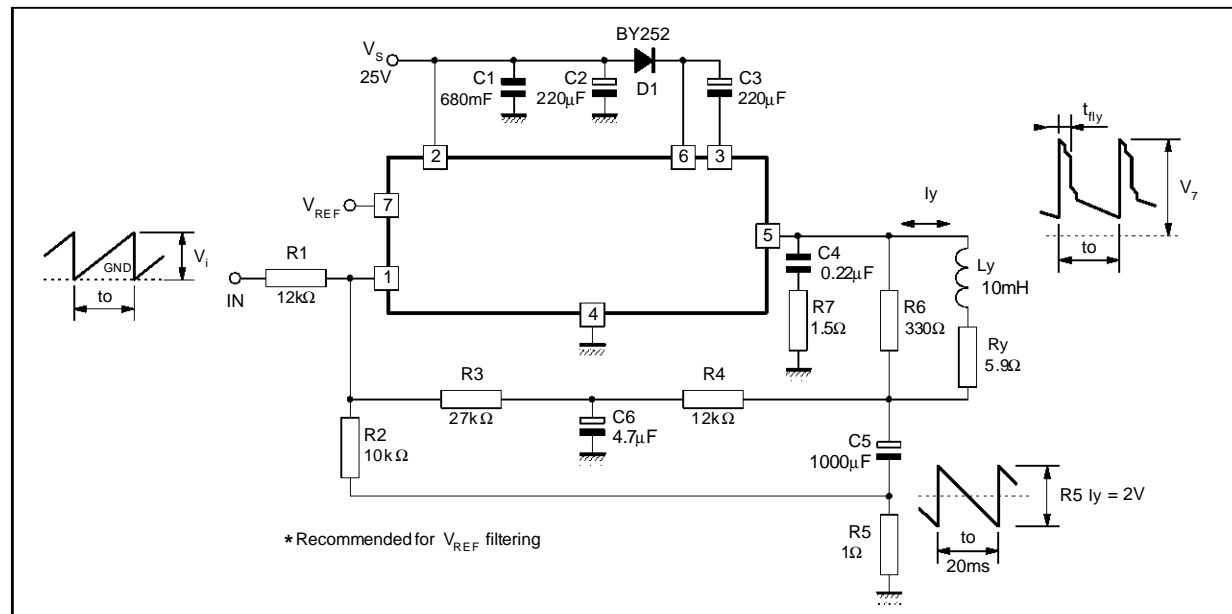 BY252
V_S
25V
C1
680mF
C2
220µF
D1
C3
220µF
t_fly
2
6
3
V_7
Iy
V_REF
7
5
C4
0.22µF
Ly
10mH
to
V_i
GND
to
R1
IN
12kΩ
1
4
R7
1.5Ω
R6
330Ω
Ry
5.9Ω
R3
27kΩ
R4
12kΩ
C6
4.7µF
R2
10kΩ
C5
1000µF
R5 Iy = 2V
R5
1Ω
to
20ms
* Recommended for V_REF filtering